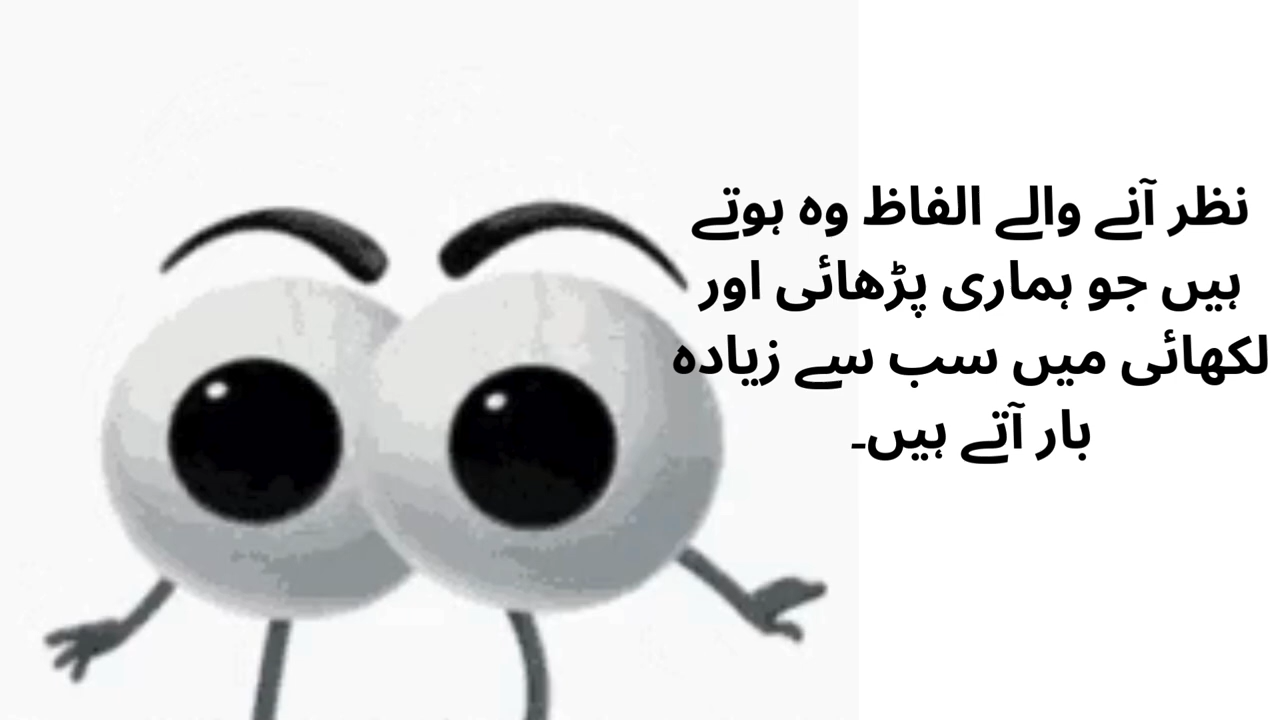 نظر آنے والے الفاظ وہ ہوتے
ہیں جو ہماری پڑھائی اور
لکھائی میں سب سے زیادہ
بار آتے ہیں۔